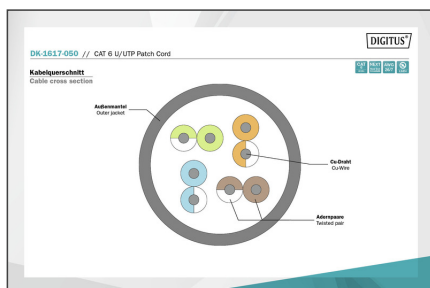 DIGITUS®
DK-1617-050 // CAT 6 U/UTP Patch Cord
Kabelquerschnitt
Cable cross section
Außenmantel
Outer jacket
Cu-Draht
Cu-Wire
Adernpaare
Twisted pair